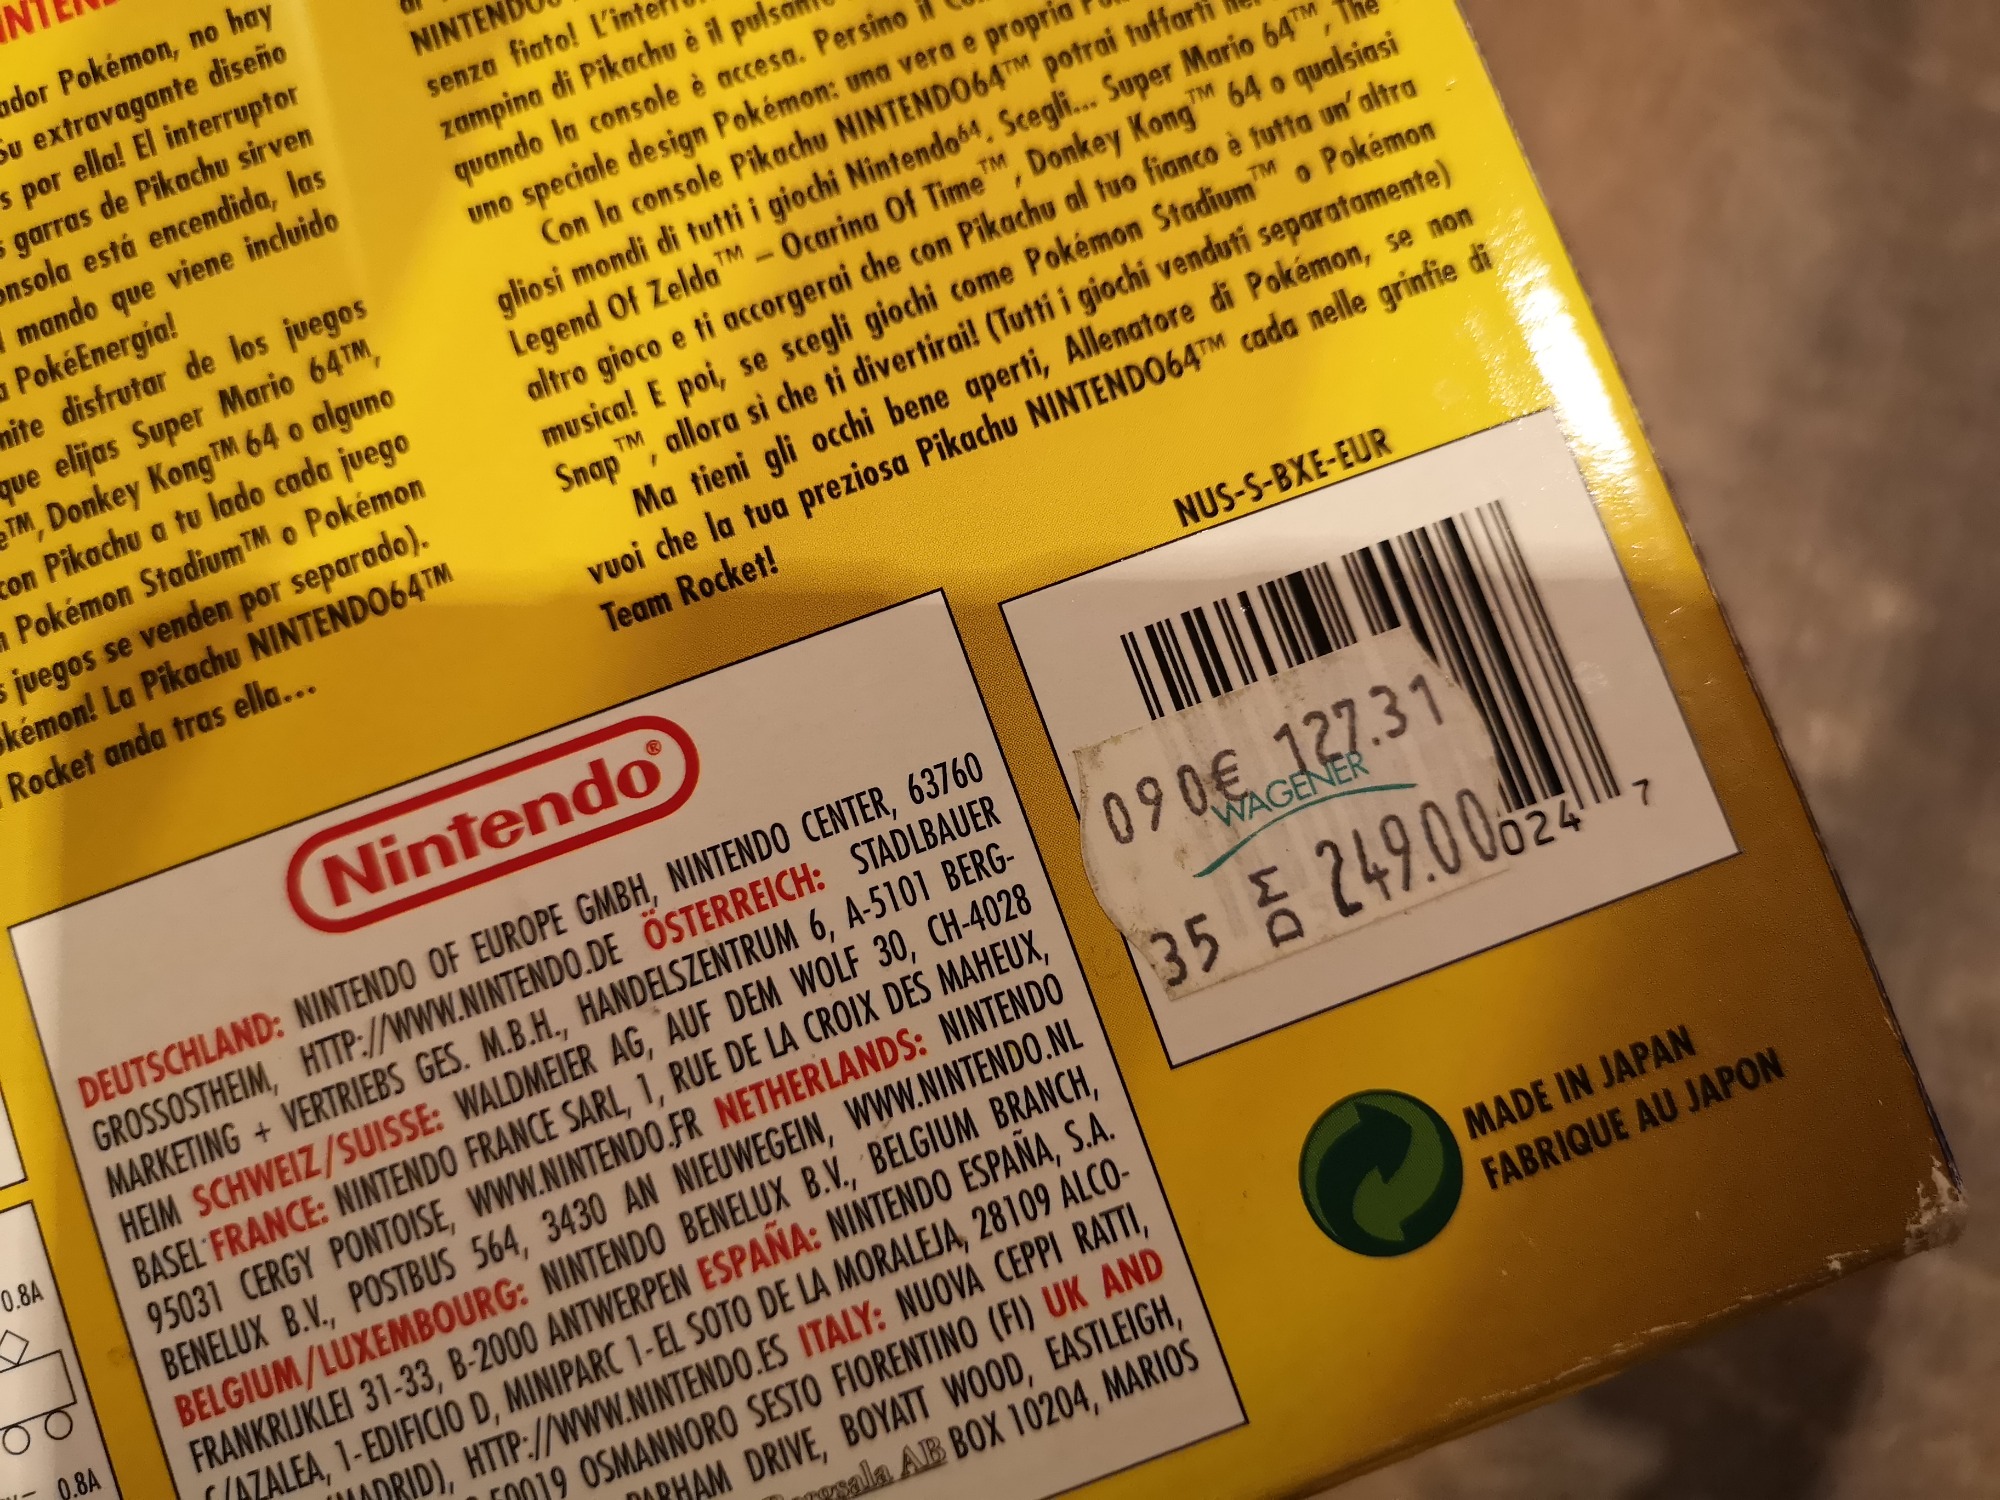 ador Pokémon, no hay
Su extravagante diseño
s por ella! El interruptor
s garras de Pikachu sirven
onsola está encendida, las
l mando que viene incluido
a PokéEnergía!
mite disfrutar de los juegos
que elijas Super Mario 64™,
e™, Donkey Kong™ 64 o alguno
con Pikachu a tu lado cada juego
n Pokémon Stadium™ o Pokémon
s juegos se venden por separado).
okémon! La Pikachu NINTENDO64™
Rocket anda tras ella...
senza fiato!
zampina di Pikachu è il pulsante
quando la console è accesa. Persino il
uno speciale design Pokémon: una vera e propria
Con la console Pikachu NINTENDO64™ potrai tuffarti
gliosi mondi di tutti i giochi Nintendo64. Scegli... Super Mario 64™, The
Legend Of Zelda™ – Ocarina Of Time™, Donkey Kong™ 64 o qualsiasi
altro gioco e ti accorgerai che con Pikachu al tuo fianco è tutta un'altra
musica! E poi, se scegli giochi come Pokémon Stadium™ o Pokémon
Snap™, allora sì che ti divertirai! (Tutti i giochi venduti separatamente)
Ma tieni gli occhi bene aperti, Allenatore di Pokémon, se non
vuoi che la tua preziosa Pikachu NINTENDO64™ cada nelle grinfie di
Team Rocket!
NUS-S-BXE-EUR
090€ 127.31
WAGENER
35 DM 249.00
024 7
Nintendo®
DEUTSCHLAND: NINTENDO OF EUROPE GMBH, NINTENDO CENTER, 63760
GROSSOSTHEIM, HTTP://WWW.NINTENDO.DE ÖSTERREICH: STADLBAUER
MARKETING + VERTRIEBS GES. M.B.H., HANDELSZENTRUM 6, A-5101 BERG-
HEIM SCHWEIZ/SUISSE: WALDMEIER AG, AUF DEM WOLF 30, CH-4028
BASEL FRANCE: NINTENDO FRANCE SARL, 1, RUE DE LA CROIX DES MAHEUX,
95031 CERGY PONTOISE, WWW.NINTENDO.FR NETHERLANDS: NINTENDO
BENELUX B.V., POSTBUS 564, 3430 AN NIEUWEGEIN, WWW.NINTENDO.NL
BELGIUM/LUXEMBOURG: NINTENDO BENELUX B.V., BELGIUM BRANCH,
FRANKRIJKLEI 31-33, B-2000 ANTWERPEN ESPAÑA: NINTENDO ESPAÑA, S.A.
C/AZALEA, 1-EDIFICIO D, MINIPARC 1-EL SOTO DE LA MORALEJA, 28109 ALCO-
(MADRID), HTTP://WWW.NINTENDO.ES ITALY: NUOVA CEPPI RATTI,
50019 OSMANNORO SESTO FIORENTINO (FI) UK AND
PARHAM DRIVE, BOYATT WOOD, EASTLEIGH,
Bergsala AB BOX 10204, MARIOS
MADE IN JAPAN
FABRIQUE AU JAPON
0.8A
0.8A